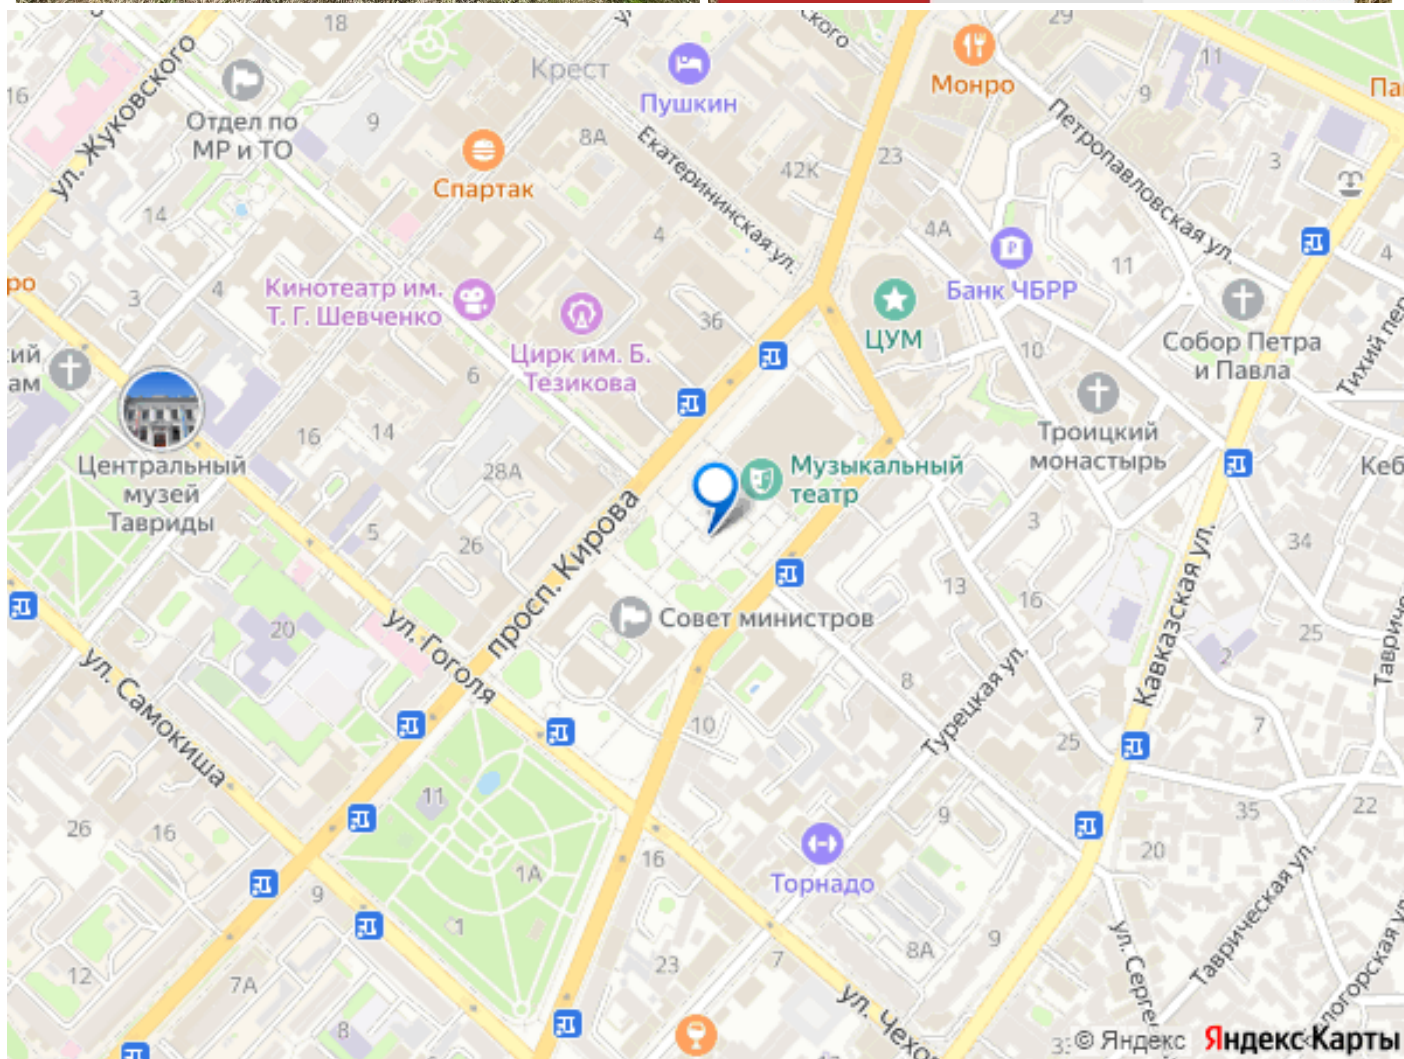 29
18
11
Крест
Монро
16
ул. Жуковского
Пушкин
9
Отдел по
МР и ТО
9
8А
Екатерининская ул.
Петропавловская ул.
Спартак
42К
23
3
14
4
4А
11
4
Банк ЧБРР
Кинотеатр им.
Т. Г. Шевченко
3
4
36
ЦУМ
10
Собор Петра
и Павла
Цирк им. Б.
Тезикова
6
16
14
28А
Троицкий
монастырь
Музыкальный
театр
Центральный
музей
Тавриды
5
26
просп. Кирова
3
34
13
16
Кавказская ул.
Совет министров
20
ул. Гоголя
25
2
8
Турецкая ул.
ул. Самокиша
10
7
25
11
26
16
35
22
9
1А
16
20
Торнадо
9
1
Таврическая ул.
12
7А
23
7
8А
9
ул. Чехо
8
© Яндекс Яндекс Карты